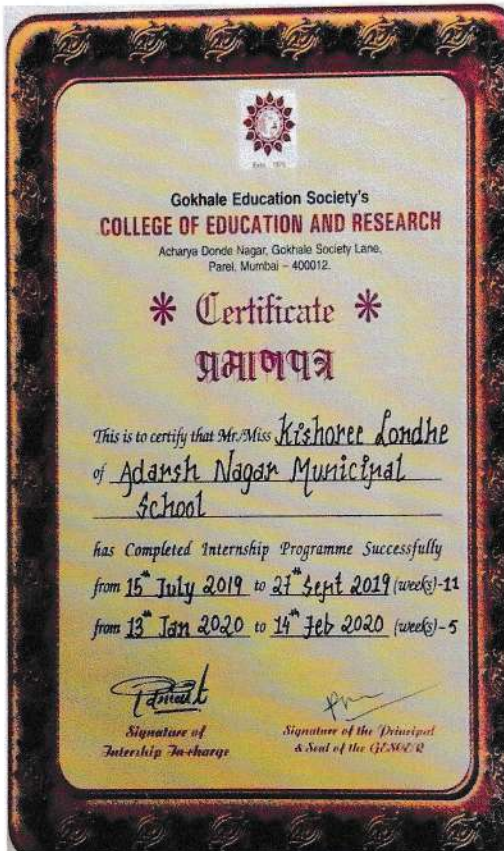 Estd. 1970
Gokhale Education Society's
COLLEGE OF EDUCATION AND RESEARCH
Acharya Donde Nagar, Gokhale Society Lane,
Parel, Mumbai – 400012.
* Certificate *
प्रमाणपत्र
This is to certify that Mr./Miss Kishoree Londhe
of Adarsh Nagar Municipal
School
has Completed Internship Programme Successfully
from 15th July 2019 to 27th Sept 2019 (weeks)-11
from 13th Jan 2020 to 14th Feb 2020 (weeks)-5
Signature of
Intership In-charge
Signature of the Principal
& Seal of the GESCER